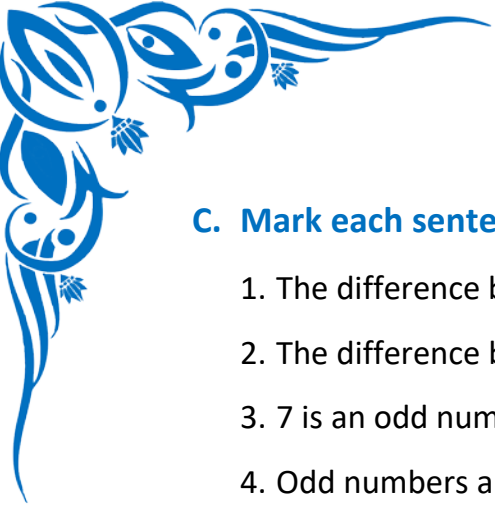 C. Mark each sente
1. The difference b
2. The difference b
3. 7 is an odd num
4. Odd numbers a